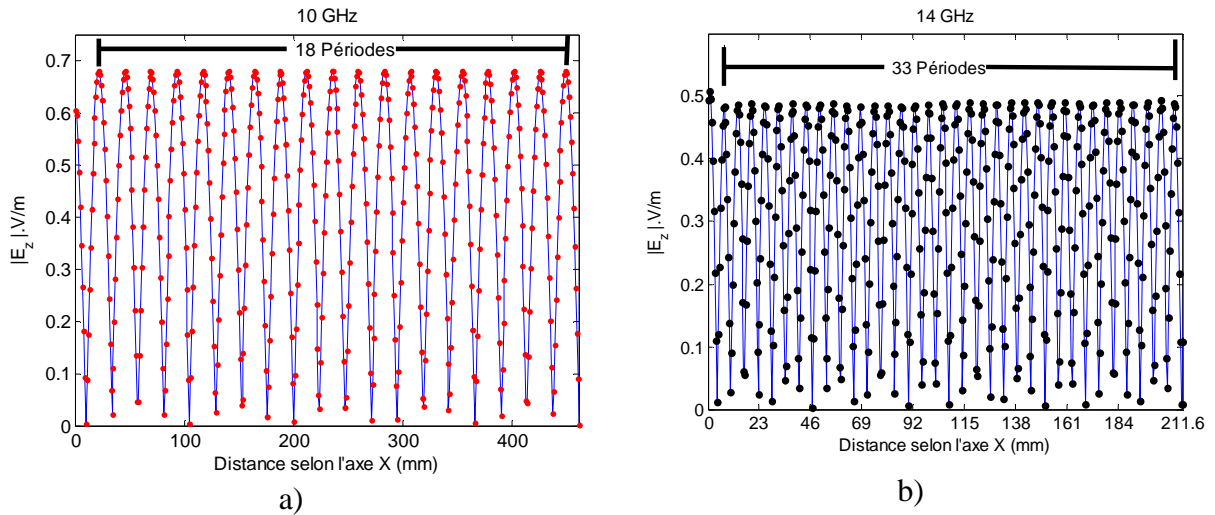 10 GHz
18 Périodes
0.7
0.6
0.5
0.4
0.3
0.2
0.1
0
|E_z|.V/m
0 100 200 300 400
Distance selon l'axe X (mm)
a)
14 GHz
33 Périodes
0.5
0.4
0.3
0.2
0.1
0
|E_z|.V/m
0 23 46 69 92 115 138 161 184 211.6
Distance selon l'axe X (mm)
b)